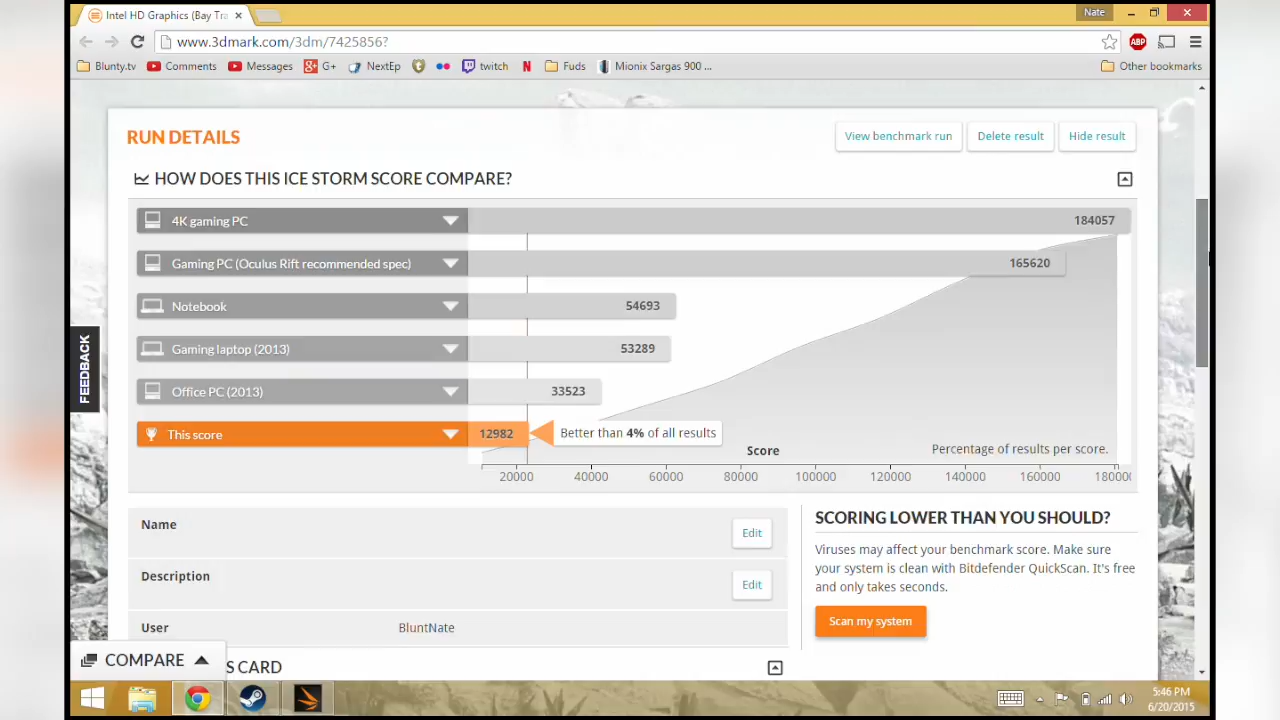 Intel HD Graphics (Bay Tra
Nate
www.3dmark.com/3dm/7425856?
ABP
Blunty.tv
Comments
Messages
G+
NextEp
twitch
N
Fuds
Mionix Sargas 900 ...
Other bookmarks
RUN DETAILS
View benchmark run
Delete result
Hide result
HOW DOES THIS ICE STORM SCORE COMPARE?
4K gaming PC
184057
Gaming PC (Oculus Rift recommended spec)
165620
Notebook
54693
Gaming laptop (2013)
53289
Office PC (2013)
33523
This score
12982
Better than 4% of all results
Score
Percentage of results per score.
20000 40000 60000 80000 100000 120000 140000 160000 180000
FEEDBACK
Name
Edit
Description
Edit
User
BluntNate
SCORING LOWER THAN YOU SHOULD?
Viruses may affect your benchmark score. Make sure
your system is clean with Bitdefender QuickScan. It's free
and only takes seconds.
Scan my system
COMPARE
S CARD
5:46 PM
6/20/2015